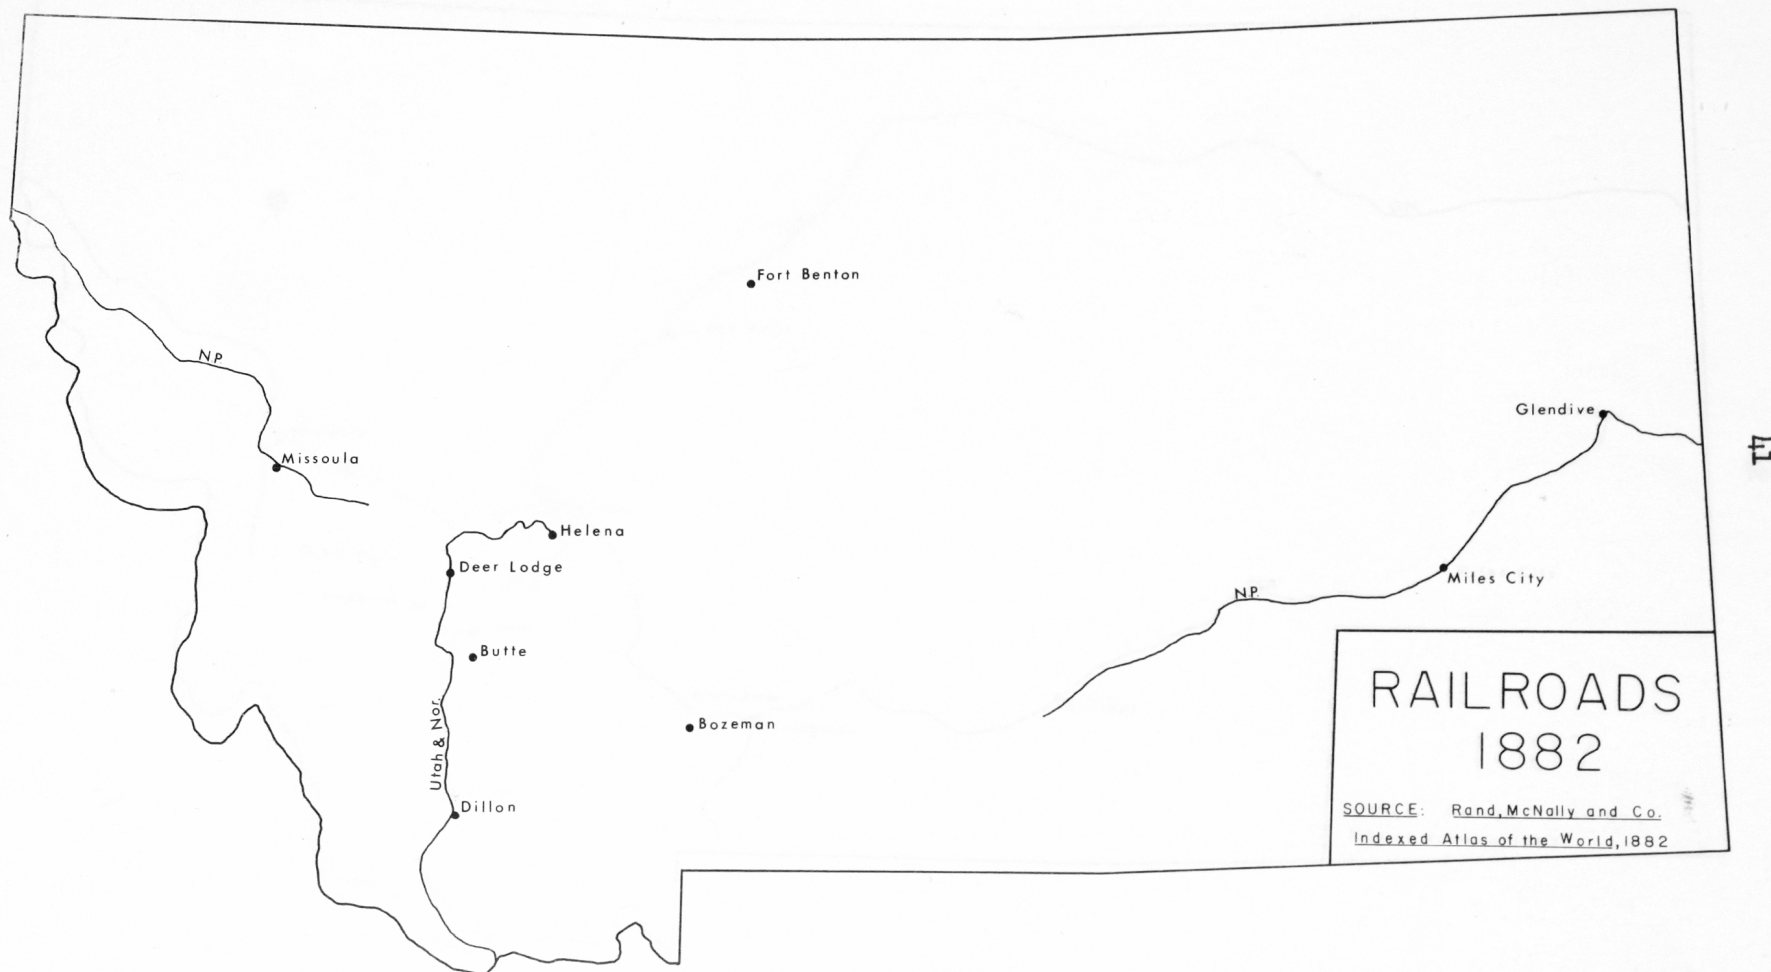 Fort Benton
NP
Glendive
41
Missoula
Helena
Deer Lodge
Miles City
N.P.
Butte
Utah & Nor.
Bozeman
Dillon
RAILROADS
1882
SOURCE: Rand, McNally and Co.
Indexed Atlas of the World, 1882